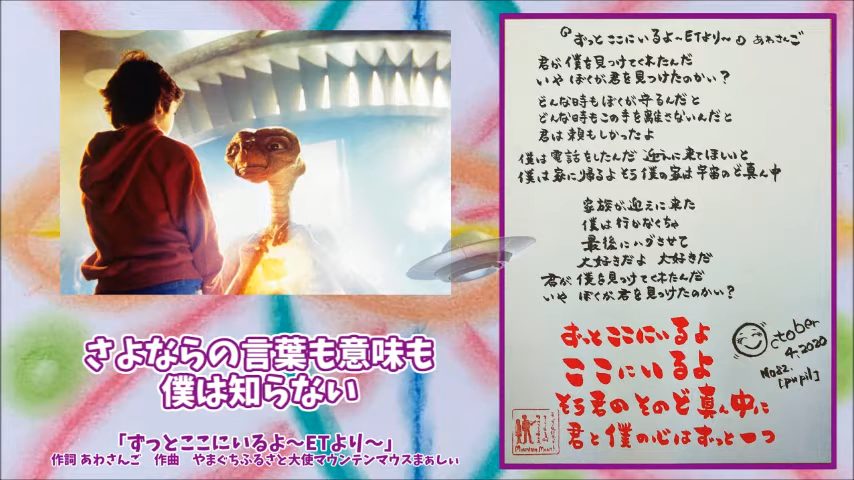 さよならの言葉も意味も
僕は知らない
「ずっとここにいるよ〜ETより〜」
作詞 あわさんご 作曲 やまぐちふるさと大使マウンテンマウスまぁしぃ
ずっとここにいるよ〜ETより〜 あわさんご
君が僕を見つけてくれたんだ
いや ぼくが君を見つけたのかい？
どんな時もぼくが守るんだと
どんな時もこの手を離さないんだと
君は頼もしかったよ
僕は電話をしたんだ 迎えに来てほしいと
僕は家に帰るよ そう僕の家は宇宙のど真ん中
家族が迎えに来た
僕は行かなくちゃ
最後にハグさせて
大好きだよ 大好きだ
君が僕を見つけてくれたんだ
いや ぼくが君を見つけたのかい？
ずっとここにいるよ
ここにいるよ
そう君のそのど真ん中に
君と僕の心はずっと一つ
ctober
4.2020
No82.
[pupil]